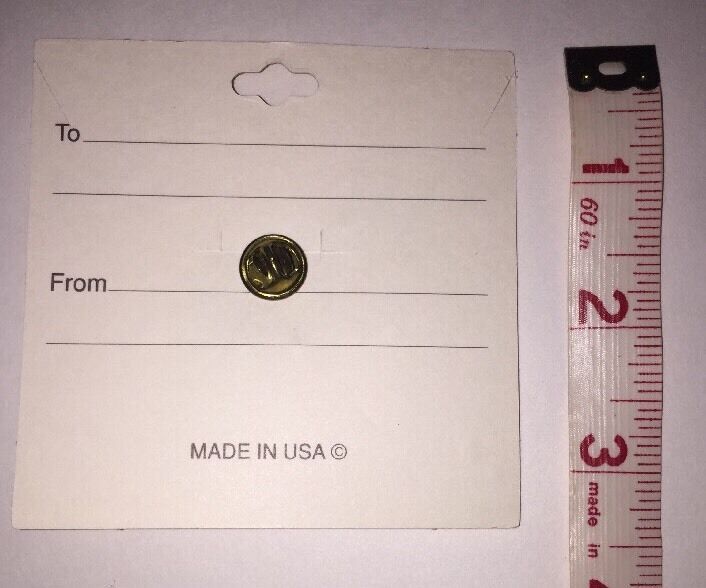 To
From
MADE IN USA ©
1
60 in
2
3
made in